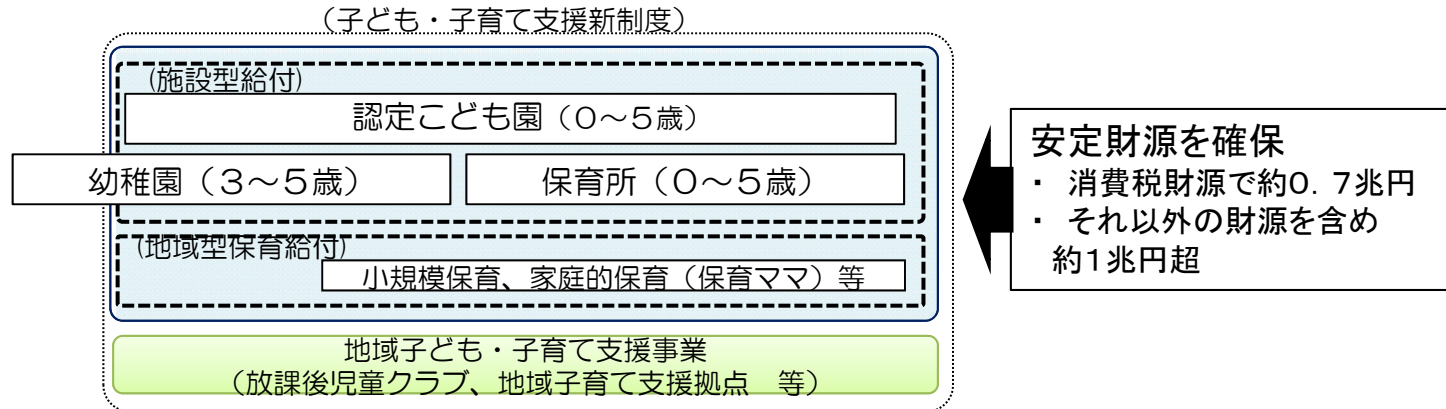 （子ども・子育て支援新制度）
(施設型給付)
認定こども園（０～５歳）
幼稚園（３～５歳）
保育所（０～５歳）
(地域型保育給付)
小規模保育、家庭的保育（保育ママ）等
地域子ども・子育て支援事業
（放課後児童クラブ、地域子育て支援拠点　等）
安定財源を確保
・ 消費税財源で約０．７兆円
・ それ以外の財源を含め
約１兆円超